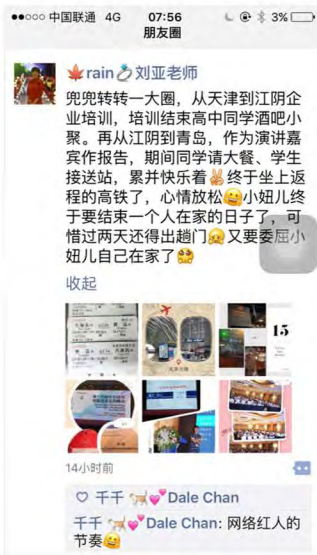 中国联通 4G 07:56 3%
朋友圈
rain 刘亚老师
兜兜转转一大圈，从天津到江阴企
业培训，培训结束高中同学酒吧小
聚。再从江阴到青岛，作为演讲嘉
宾作报告，期间同学请大餐、学生
接送站，累并快乐着✌终于坐上返
程的高铁了，心情放松😄小妞儿终
于要结束一个人在家的日子了，可
惜过两天还得出趟门😥又要委屈小
妞儿自己在家了😫
收起
15
14小时前
千千 🐈💕Dale Chan
千千 🐈💕Dale Chan: 网络红人的
节奏😄